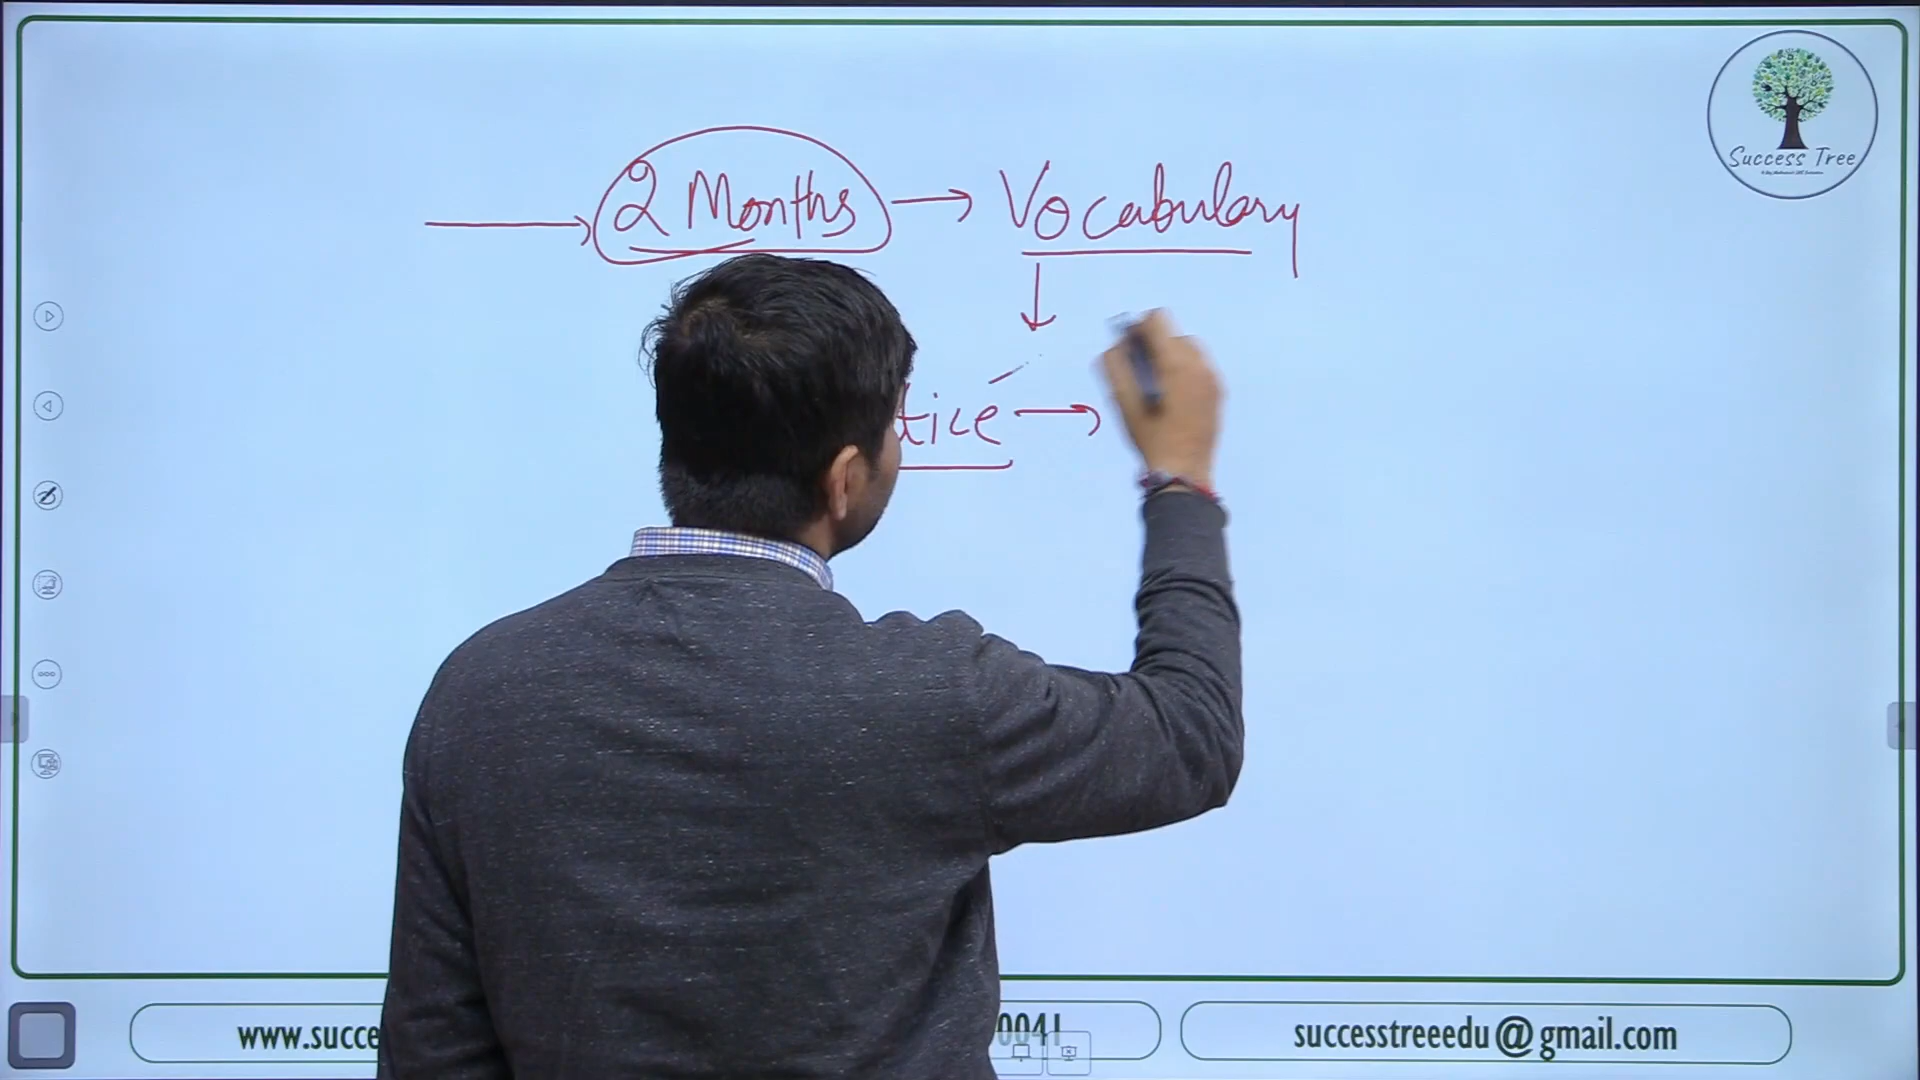 Success Tree
2 Months → Vocabulary
↓
tice →
www.succe
0041
successtreeedu@gmail.com